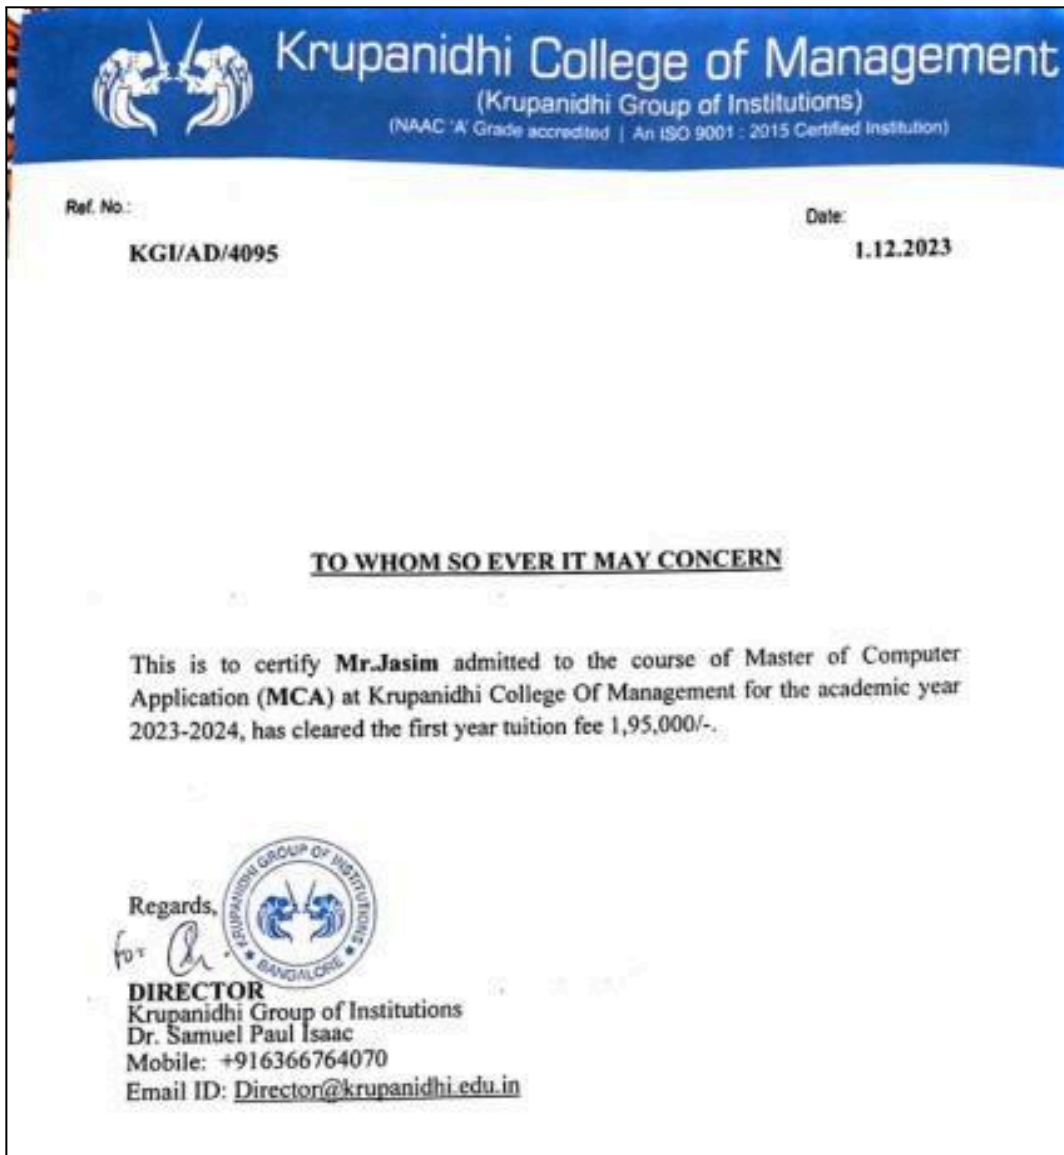 Krupanidhi College of Management
(Krupanidhi Group of Institutions)
(NAAC 'A' Grade accredited | An ISO 9001 : 2015 Certified Institution)
Ref. No.:
Date:
KGI/AD/4095
1.12.2023
TO WHOM SO EVER IT MAY CONCERN
This is to certify Mr.Jasim admitted to the course of Master of Computer
Application (MCA) at Krupanidhi College Of Management for the academic year
2023-2024, has cleared the first year tuition fee 1,95,000/-.
KRUPANIDHI GROUP OF INSTITUTIONS
BANGALORE
Regards,
for
DIRECTOR
Krupanidhi Group of Institutions
Dr. Samuel Paul Isaac
Mobile: +916366764070
Email ID: Director@krupanidhi.edu.in